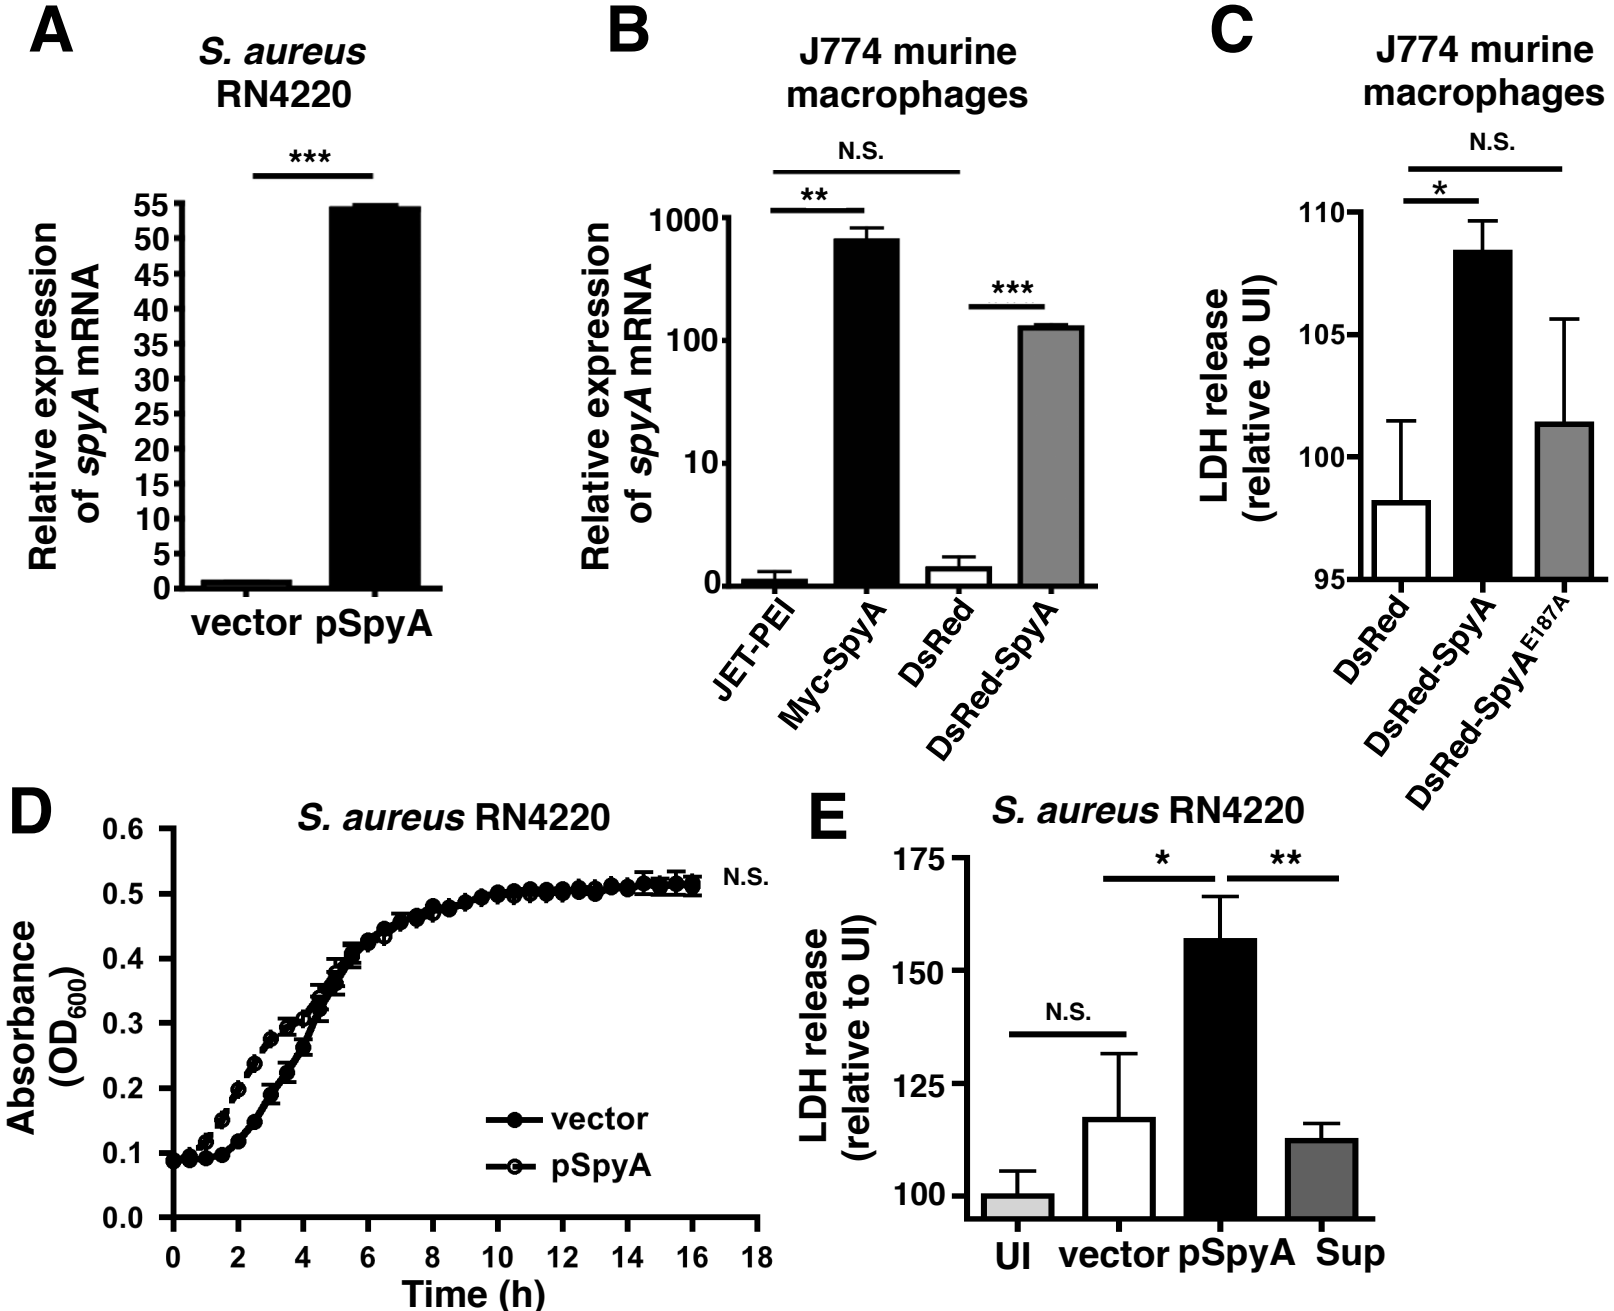 A
S. aureus
RN4220
***
Relative expression
of spyA mRNA
55
50
45
40
35
30
25
20
15
10
5
0
vector pSpyA
B
J774 murine
macrophages
N.S.
**
***
Relative expression
of spyA mRNA
1000
100
10
0
JET-PEI
Myc-SpyA
DsRed
DsRed-SpyA
C
J774 murine
macrophages
N.S.
*
LDH release
(relative to UI)
110
105
100
95
DsRed
DsRed-SpyA
DsRed-SpyA^E187A
D
S. aureus RN4220
Absorbance
(OD600)
0.6
0.5
0.4
0.3
0.2
0.1
0.0
N.S.
vector
pSpyA
0 2 4 6 8 10 12 14 16 18
Time (h)
E
S. aureus RN4220
* **
N.S.
LDH release
(relative to UI)
175
150
125
100
UI vector pSpyA Sup